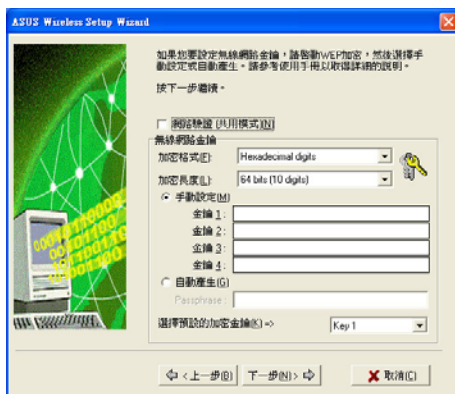 ASUS Wireless Setup Wizard
如果您要設定無線網路金鑰，請啟動WEP加密，然後選擇手
動設定或自動產生。請參考使用手冊以取得詳細的說明。
按下一步繼續。
網路驗證 (共用模式)(N)
無線網路金鑰
加密格式(F):
Hexadecimal digits
加密長度(L):
64 bits (10 digits)
手動設定(M)
金鑰 1:
金鑰 2:
金鑰 3:
金鑰 4:
自動產生(G)
Passphrase:
選擇預設的加密金鑰(K) =>
Key 1
<上一步(B)
下一步(N)>
取消(C)